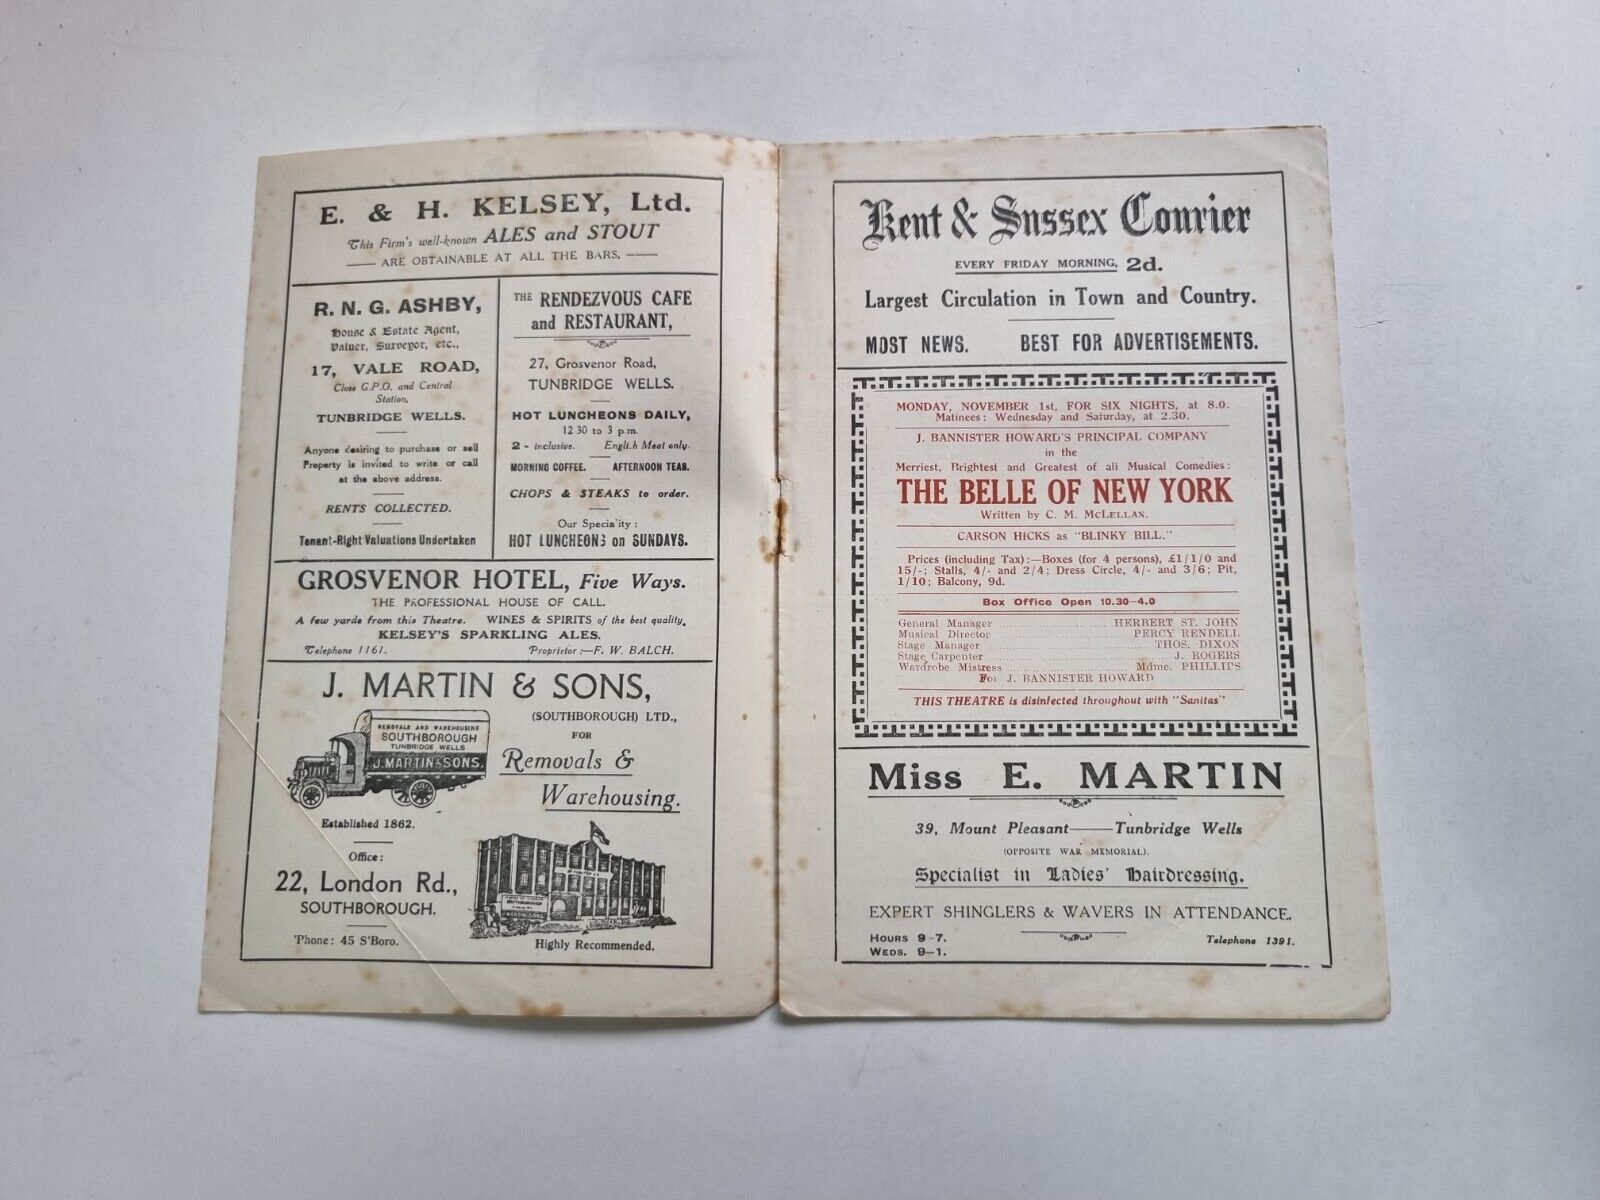 E. & H. KELSEY, Ltd.
This Firm's well-known ALES and STOUT
ARE OBTAINABLE AT ALL THE BARS.
R. N. G. ASHBY,
House & Estate Agent,
Valuer, Surveyor, etc.,
17, VALE ROAD,
Close G.P.O. and Central
Station.
TUNBRIDGE WELLS.
Anyone desiring to purchase or sell
Property is invited to write or call
at the above address.
RENTS COLLECTED.
Tenant-Right Valuations Undertaken
THE RENDEZVOUS CAFE
and RESTAURANT,
27, Grosvenor Road,
TUNBRIDGE WELLS.
HOT LUNCHEONS DAILY,
12.30 to 3 p.m.
2 - inclusive. English Meat only.
MORNING COFFEE. AFTERNOON TEAS.
CHOPS & STEAKS to order.
Our Speciality :
HOT LUNCHEONS on SUNDAYS.
GROSVENOR HOTEL, Five Ways.
THE PROFESSIONAL HOUSE OF CALL.
A few yards from this Theatre. WINES & SPIRITS of the best quality.
KELSEY'S SPARKLING ALES.
Telephone 1161. Proprietor :—F. W. BALCH.
J. MARTIN & SONS,
(SOUTHBOROUGH) LTD.,
FOR
Removals &
Warehousing.
REMOVALS AND WAREHOUSING
SOUTHBOROUGH
TUNBRIDGE WELLS
J. MARTIN & SONS.
Established 1862.
Office :
22, London Rd.,
SOUTHBOROUGH.
'Phone: 45 S'Boro.
Highly Recommended.
Kent & Sussex Courier
EVERY FRIDAY MORNING, 2d.
Largest Circulation in Town and Country.
MOST NEWS. BEST FOR ADVERTISEMENTS.
MONDAY, NOVEMBER 1st, FOR SIX NIGHTS, at 8.0.
Matinees: Wednesday and Saturday, at 2.30.
J. BANNISTER HOWARD'S PRINCIPAL COMPANY
in the
Merriest, Brightest and Greatest of all Musical Comedies:
THE BELLE OF NEW YORK
Written by C. M. McLELLAN.
CARSON HICKS as "BLINKY BILL."
Prices (including Tax) :—Boxes (for 4 persons), £1/1/0 and
15/-; Stalls, 4/- and 2/4; Dress Circle, 4/- and 3/6; Pit,
1/10; Balcony, 9d.
Box Office Open 10.30–4.0
General Manager ........ HERBERT ST. JOHN
Musical Director ........ PERCY RENDELL
Stage Manager ........ THOS. DIXON
Stage Carpenter ........ J. ROGERS
Wardrobe Mistress ........ Mdme. PHILLIPS
For J. BANNISTER HOWARD
THIS THEATRE is disinfected throughout with "Sanitas"
Miss E. MARTIN
39, Mount Pleasant——Tunbridge Wells
(OPPOSITE WAR MEMORIAL).
Specialist in Ladies' Hairdressing.
EXPERT SHINGLERS & WAVERS IN ATTENDANCE.
HOURS 9–7.
WEDS. 9–1.
Telephone 1391.